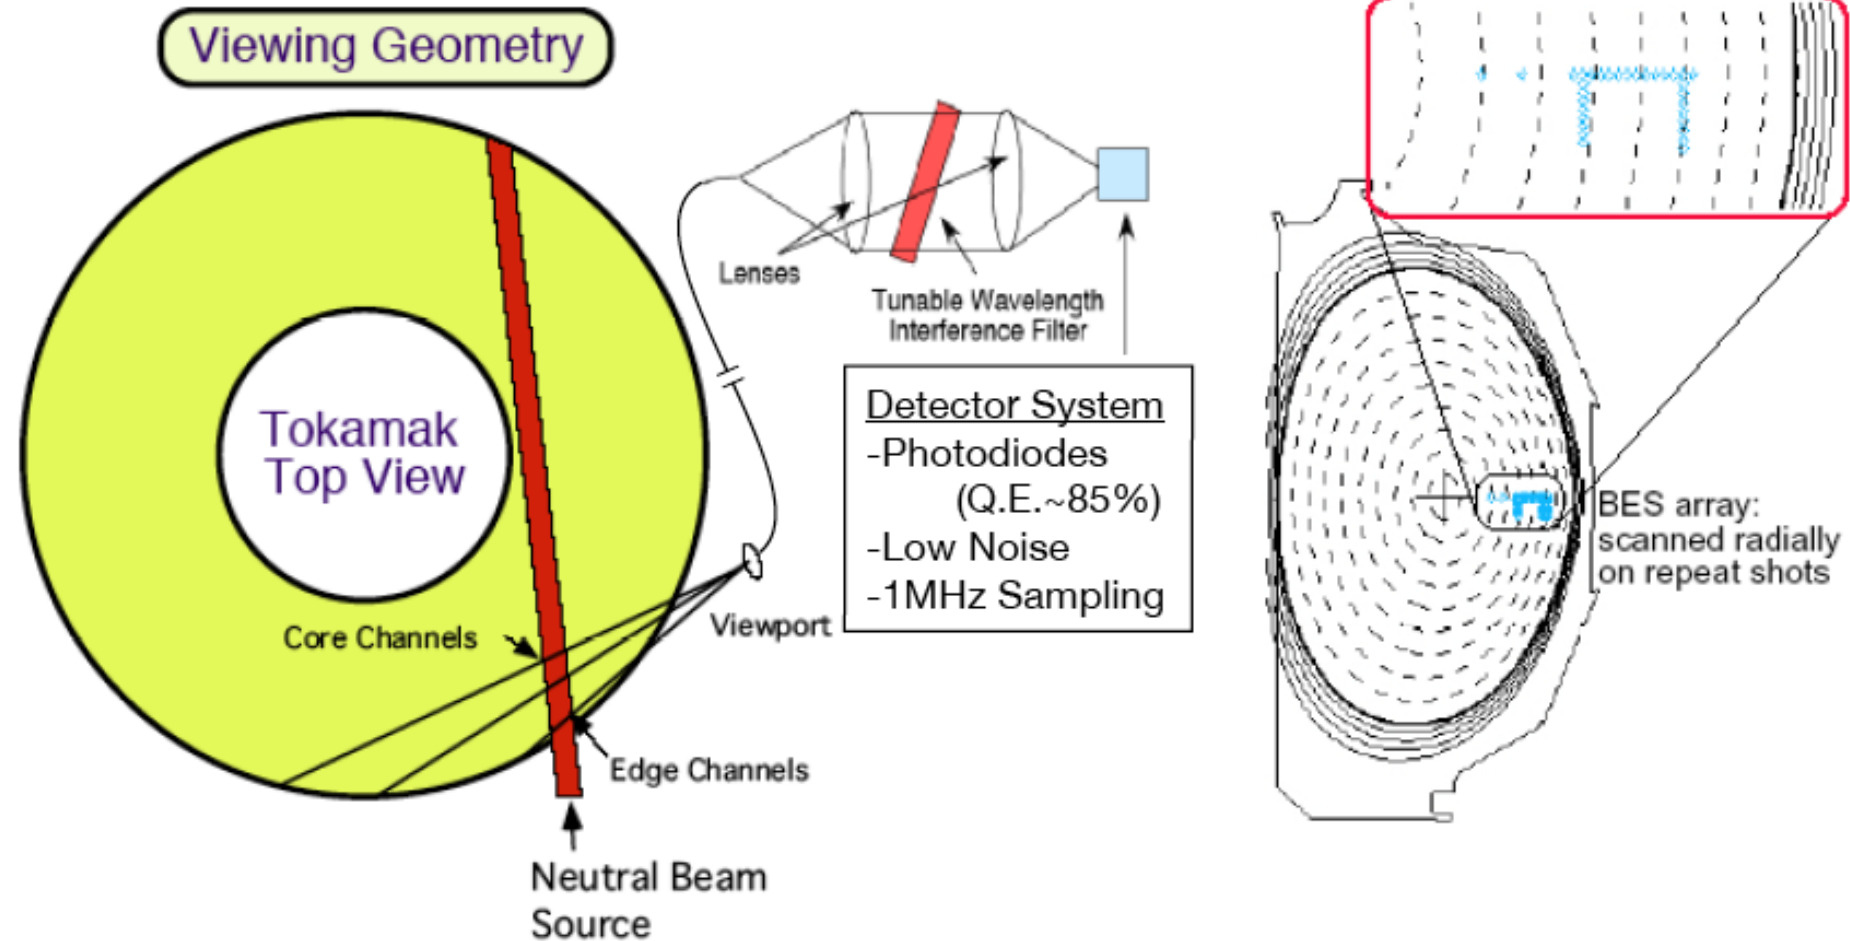 Viewing Geometry
Tokamak
Top View
Core Channels
Edge Channels
Neutral Beam
Source
Viewport
Lenses
Tunable Wavelength
Interference Filter
Detector System
-Photodiodes
(Q.E.~85%)
-Low Noise
-1MHz Sampling
BES array:
scanned radially
on repeat shots